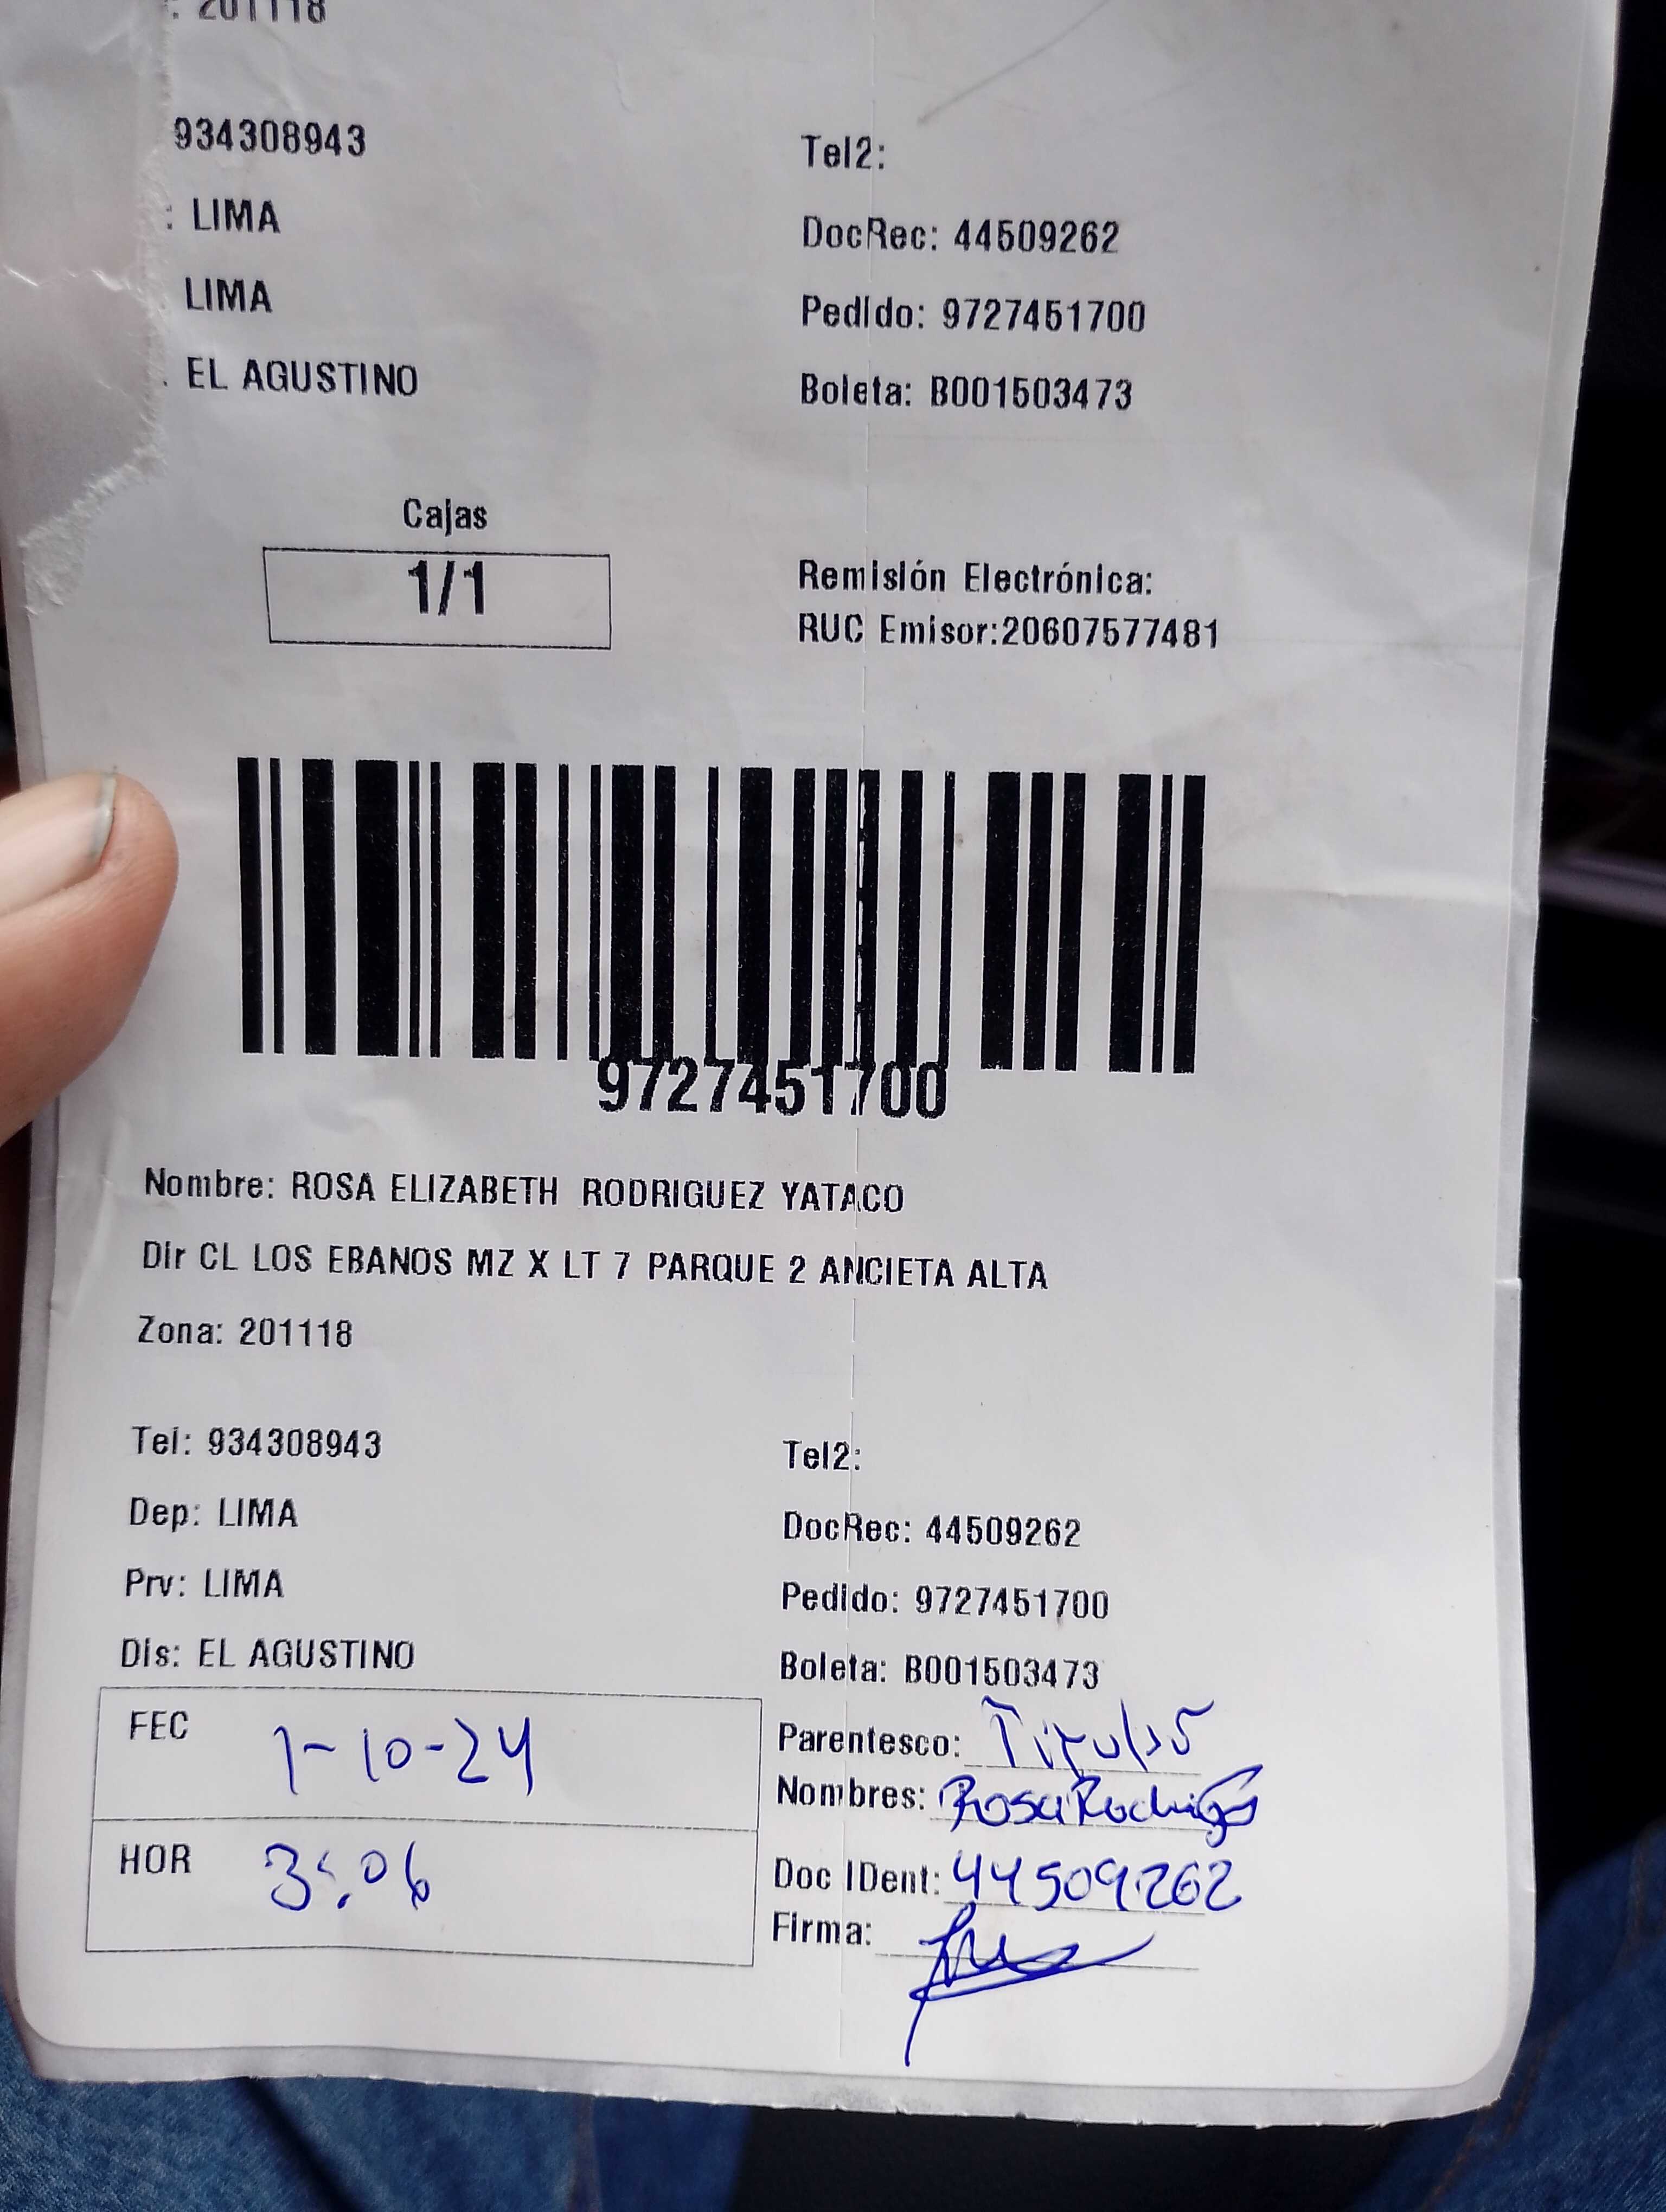 : 201118
934308943
Tel2:
: LIMA
DocRec: 44509262
LIMA
Pedido: 9727451700
. EL AGUSTINO
Boleta: B001503473
Cajas
1/1
Remisión Electrónica:
RUC Emisor:20607577481
9727451700
Nombre: ROSA ELIZABETH RODRIGUEZ YATACO
Dir CL LOS EBANOS MZ X LT 7 PARQUE 2 ANCIETA ALTA
Zona: 201118
Tel: 934308943
Tel2:
Dep: LIMA
DocRec: 44509262
Prv: LIMA
Pedido: 9727451700
Dis: EL AGUSTINO
Boleta: B001503473
FEC 1-10-24
Parentesco: Titular
Nombres: Rosa Rodrigo
HOR 3:06
Doc IDent: 44509262
Firma: